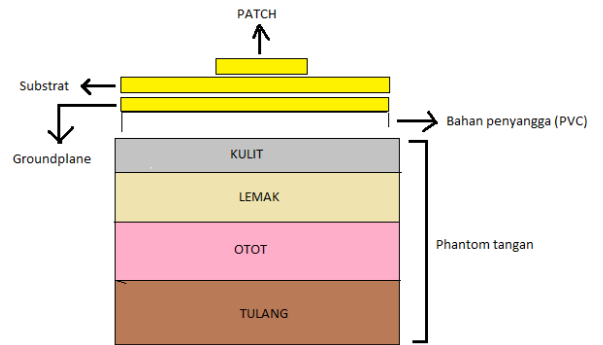 PATCH
Substrat
Bahan penyangga (PVC)
Groundplane
KULIT
LEMAK
Phantom tangan
OTOT
TULANG